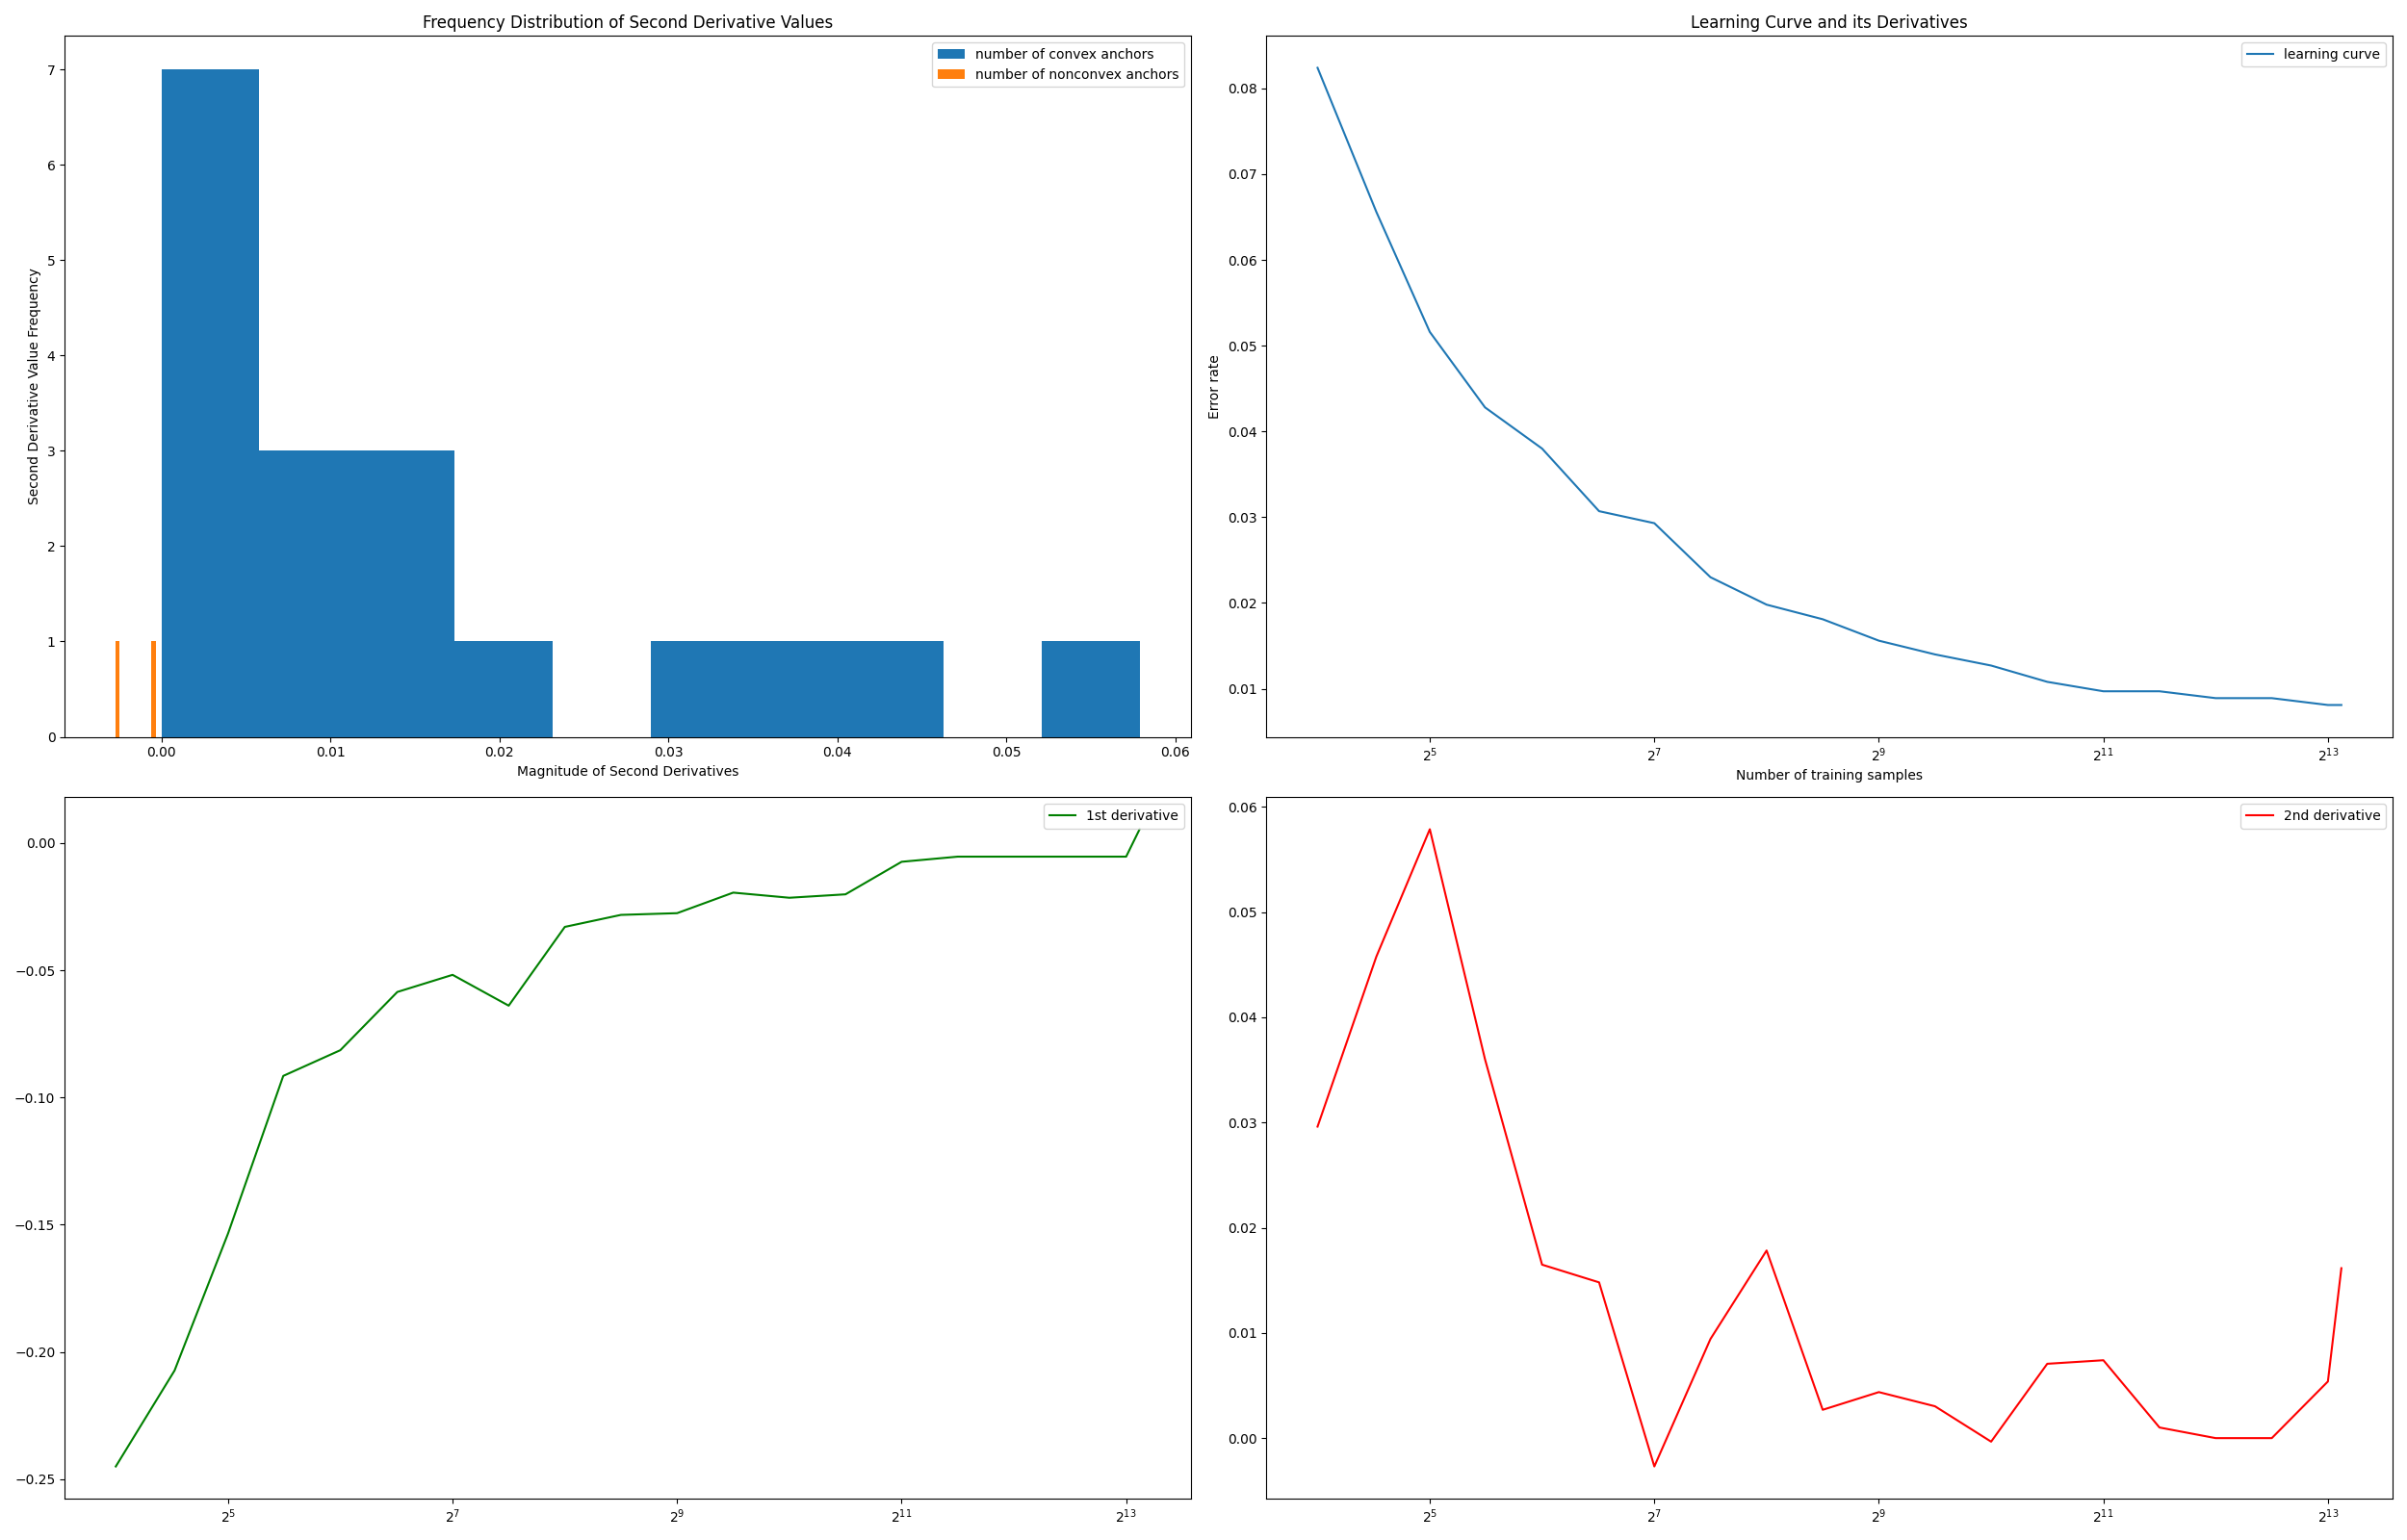 Frequency Distribution of Second Derivative Values
number of convex anchors
number of nonconvex anchors
Second Derivative Value Frequency
7
6
5
4
3
2
1
0
0.00 0.01 0.02 0.03 0.04 0.05 0.06
Magnitude of Second Derivatives
Learning Curve and its Derivatives
learning curve
Error rate
0.08
0.07
0.06
0.05
0.04
0.03
0.02
0.01
2^5 2^7 2^9 2^11 2^13
Number of training samples
1st derivative
0.00
−0.05
−0.10
−0.15
−0.20
−0.25
2^5 2^7 2^9 2^11 2^13
2nd derivative
0.06
0.05
0.04
0.03
0.02
0.01
0.00
2^5 2^7 2^9 2^11 2^13